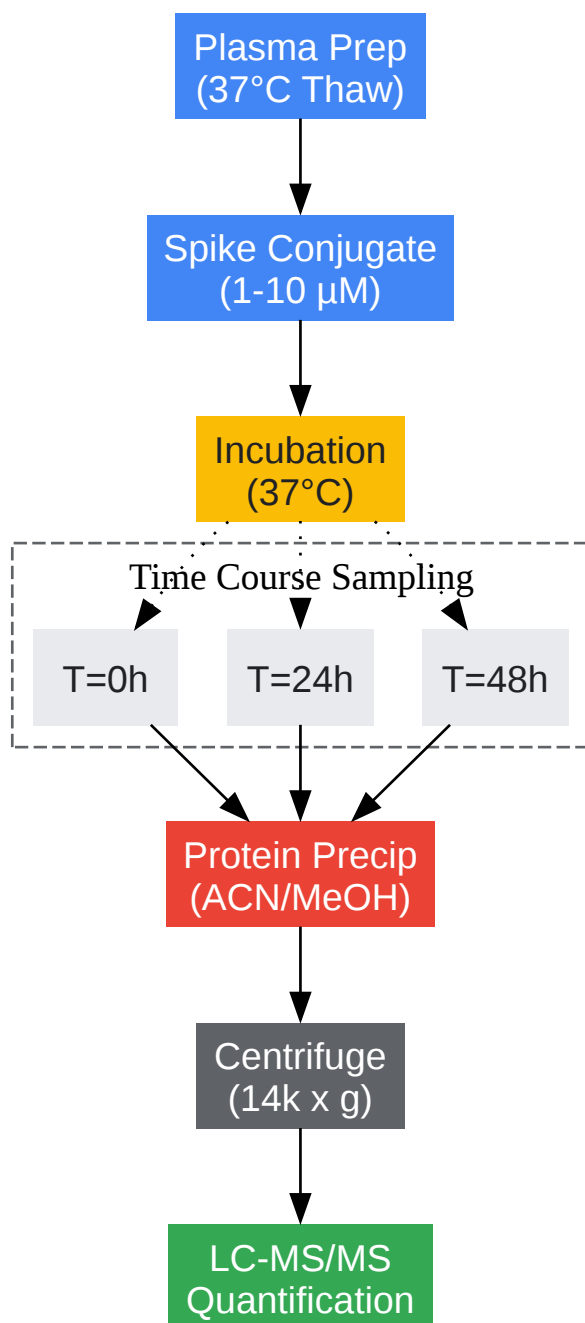 Plasma Prep
(37°C Thaw)
Spike Conjugate
(1-10 µM)
Incubation
(37°C)
Time Course Sampling
T=0h
T=24h
T=48h
Protein Precip
(ACN/MeOH)
Centrifuge
(14k x g)
LC-MS/MS
Quantification